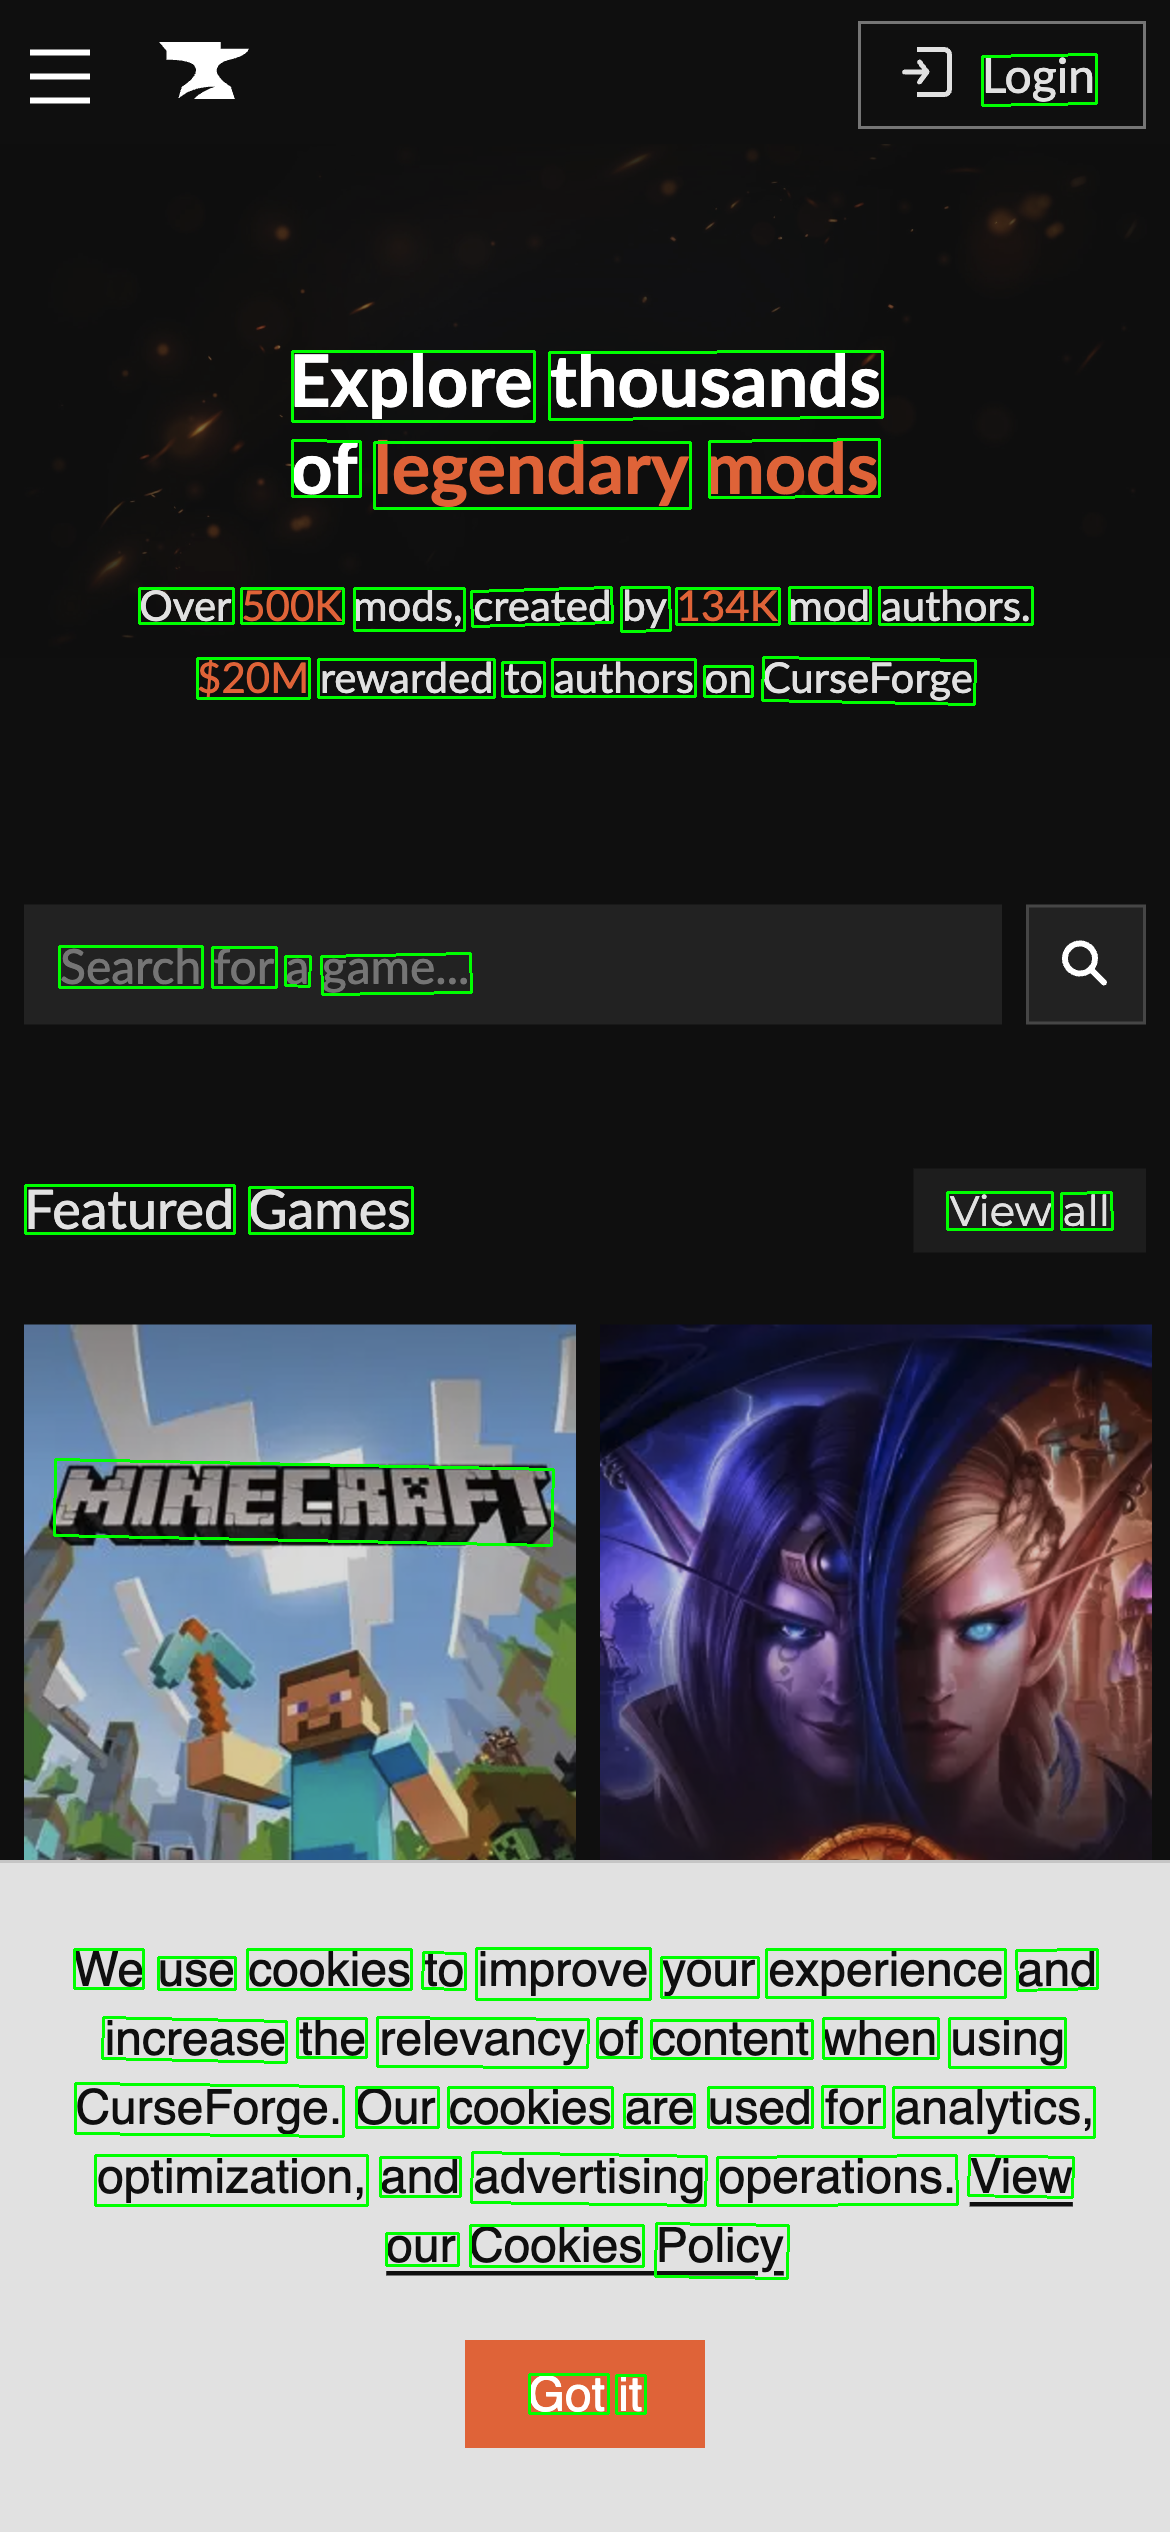 Login
Explore thousands
of legendary mods
Over 500K mods, created by 134K mod authors.
$20M rewarded to authors on CurseForge
Search for a game...
Featured Games
View all
MINECRAFT
We use cookies to improve your experience and
increase the relevancy of content when using
CurseForge. Our cookies are used for analytics,
optimization, and advertising operations. View
our Cookies Policy
Got it